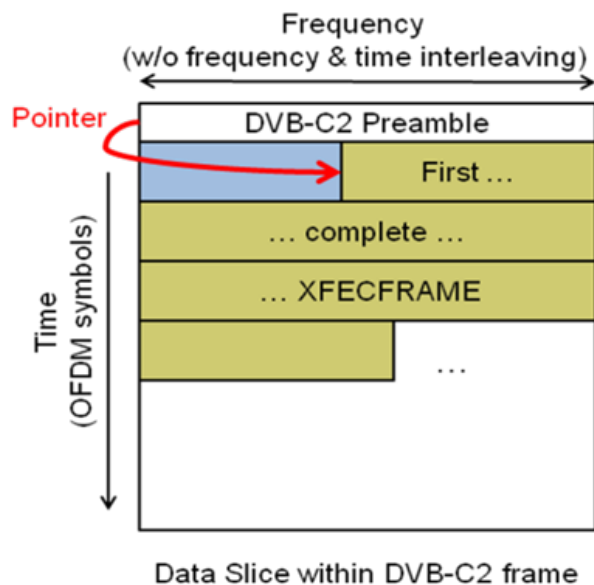 Frequency
(w/o frequency & time interleaving)
Pointer
DVB-C2 Preamble
First ...
... complete ...
... XFECFRAME
...
Time
(OFDM symbols)
Data Slice within DVB-C2 frame